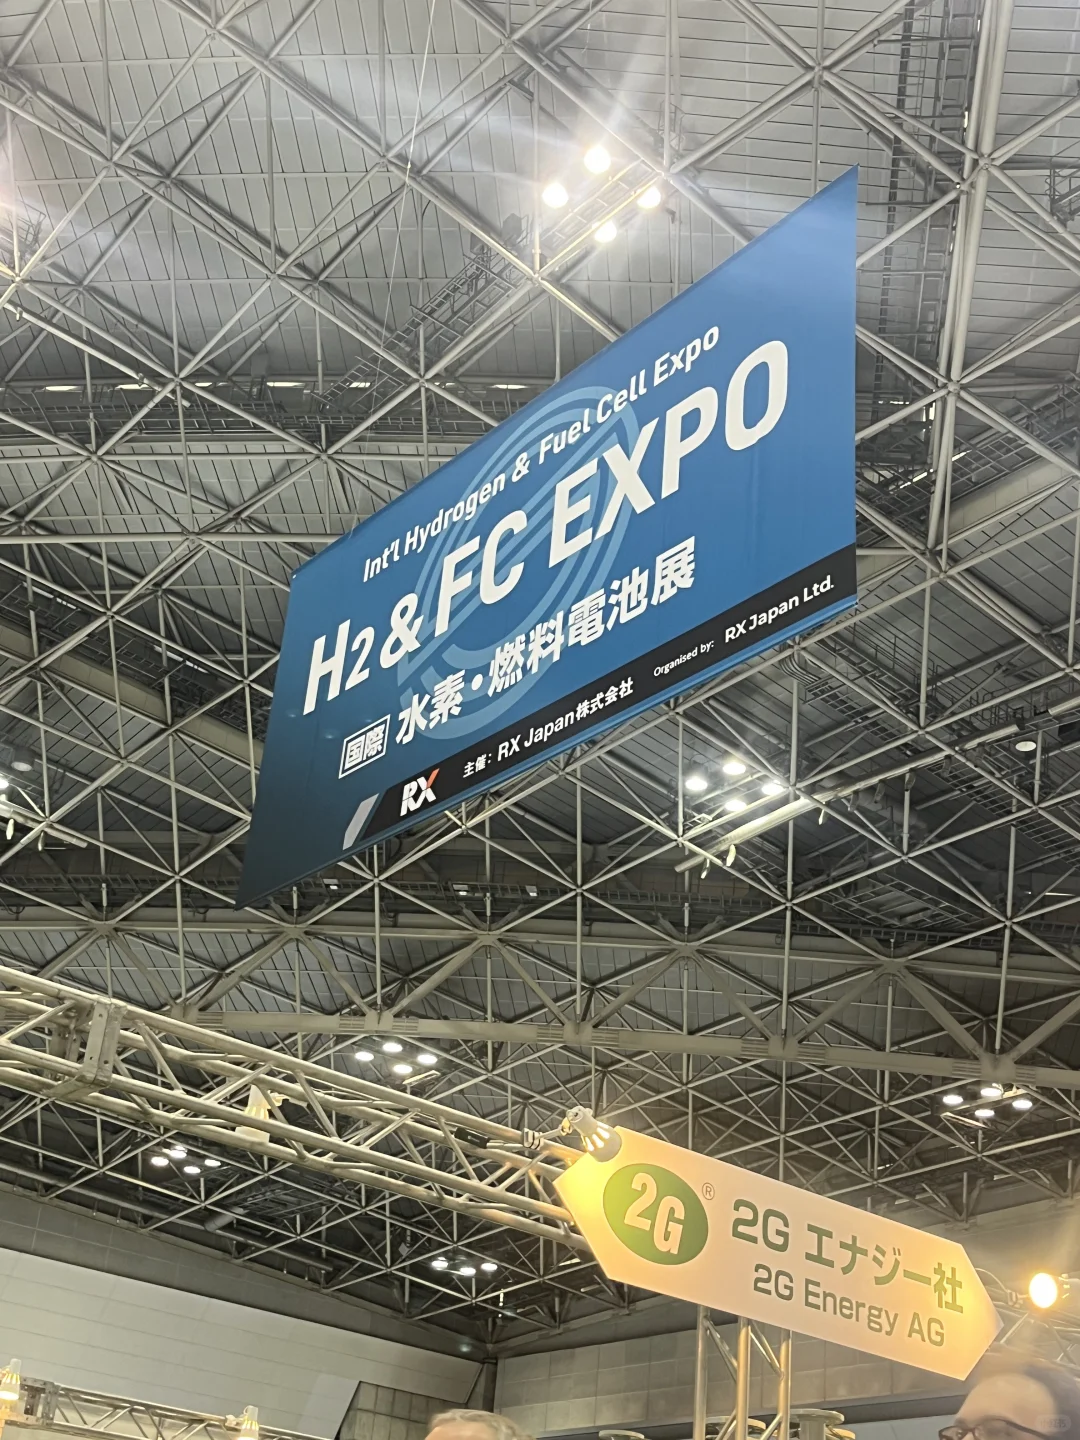 Int'l Hydrogen & Fuel Cell Expo
H2 & FC EXPO
国際 水素・燃料電池展
RX 主催：RX Japan株式会社 Organised by: RX Japan Ltd.
2G® 2G エナジー社
2G Energy AG